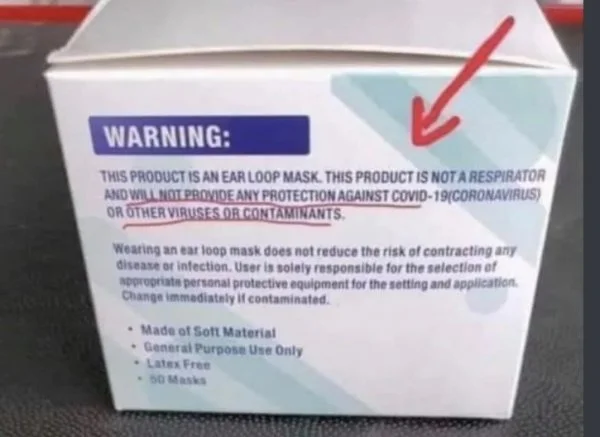 WARNING:
THIS PRODUCT IS AN EAR LOOP MASK. THIS PRODUCT IS NOT A RESPIRATOR
AND WILL NOT PROVIDE ANY PROTECTION AGAINST COVID-19(CORONAVIRUS)
OR OTHER VIRUSES OR CONTAMINANTS.
Wearing an ear loop mask does not reduce the risk of contracting any
disease or infection. User is solely responsible for the selection of
appropriate personal protective equipment for the setting and application.
Change immediately if contaminated.
• Made of Soft Material
• General Purpose Use Only
• Latex Free
• 50 Masks